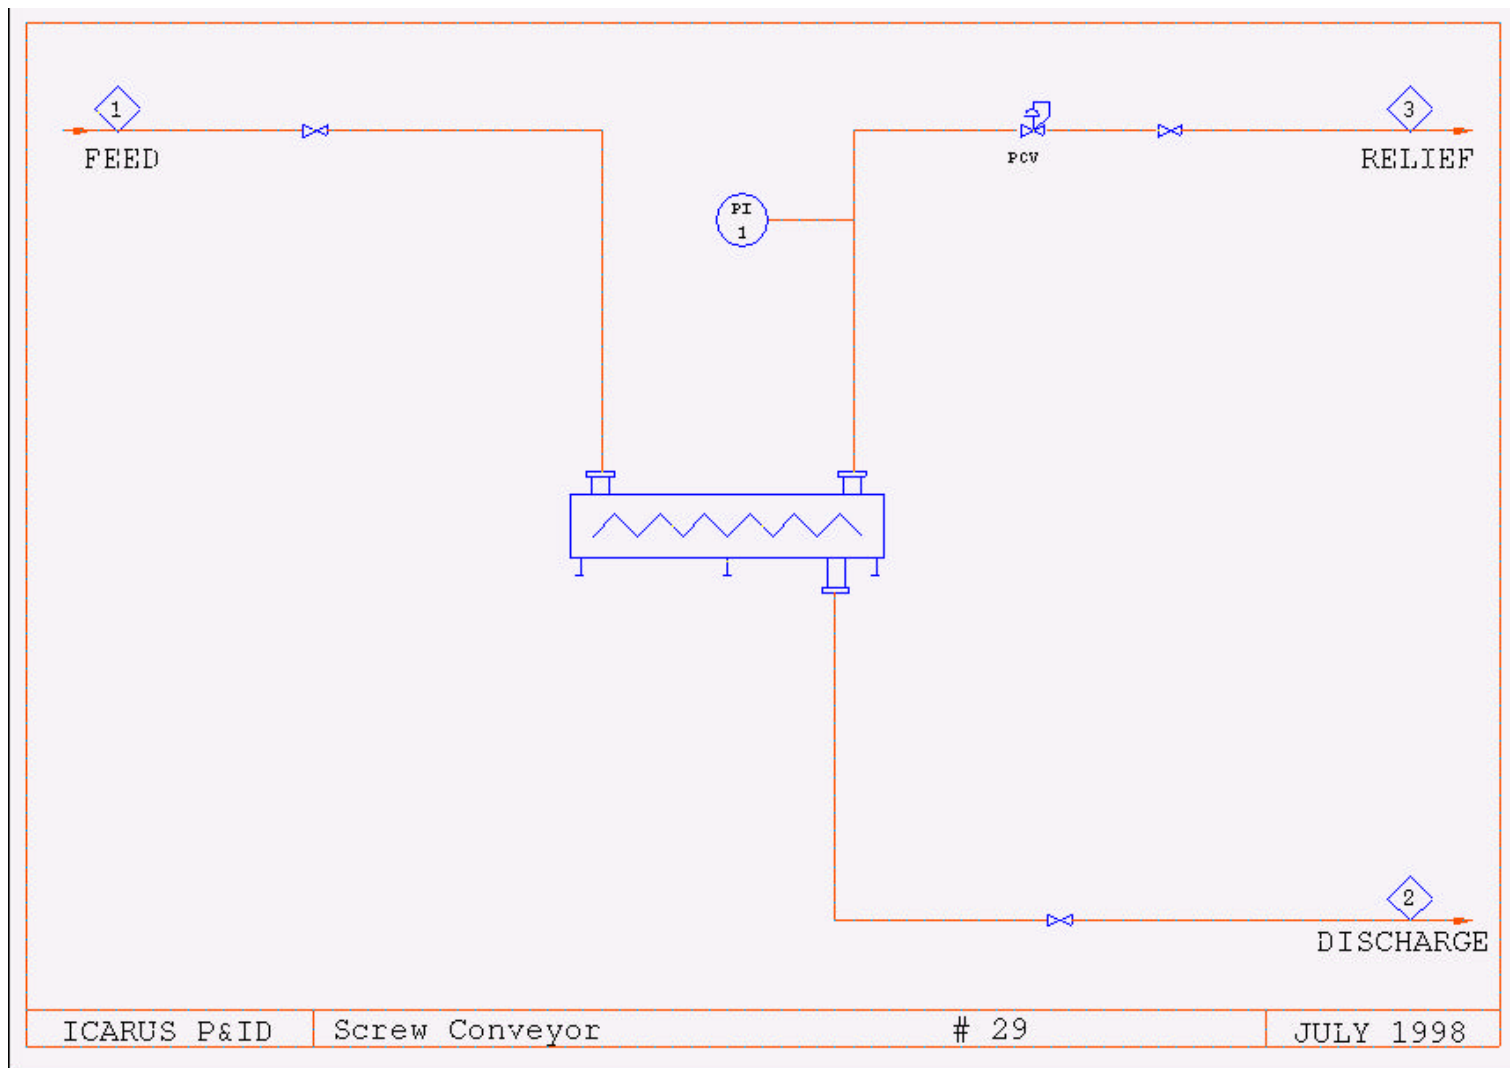 1
FEED
PCV
3
RELIEF
PI
1
2
DISCHARGE
ICARUS P&ID
Screw Conveyor
# 29
JULY 1998